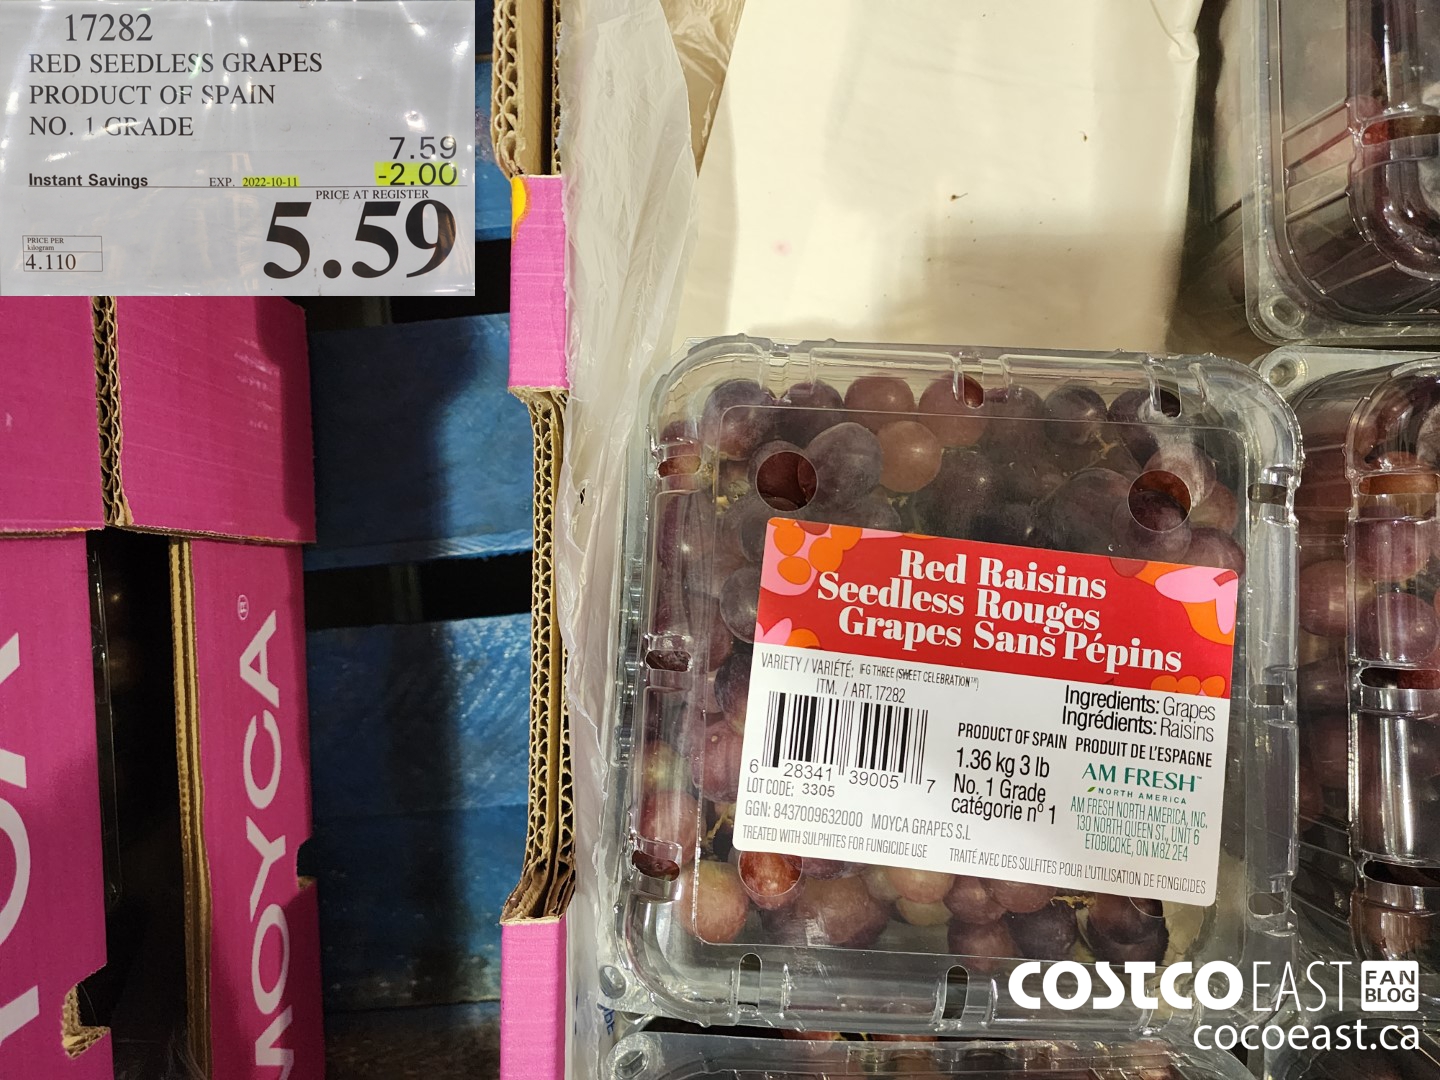 17282
RED SEEDLESS GRAPES
PRODUCT OF SPAIN
NO. 1 GRADE
7.59
Instant Savings EXP. 2022-10-11 -2.00
PRICE AT REGISTER
5.59
PRICE PER
kilogram
4.110
MOYCA®
Red Raisins
Seedless Rouges
Grapes Sans Pépins
VARIETY / VARIÉTÉ: IFG THREE (SWEET CELEBRATION™)
ITM. / ART. 17282
Ingredients: Grapes
Ingrédients: Raisins
6 28341 39005 7
PRODUCT OF SPAIN PRODUIT DE L'ESPAGNE
1.36 kg 3 lb
No. 1 Grade
catégorie nº 1
AM FRESH™
NORTH AMERICA
AM FRESH NORTH AMERICA, INC.
130 NORTH QUEEN ST., UNIT 6
ETOBICOKE, ON M8Z 2E4
LOT CODE: 3305
GGN: 8437009632000 MOYCA GRAPES S.L
TREATED WITH SULPHITES FOR FUNGICIDE USE TRAITÉ AVEC DES SULFITES POUR L'UTILISATION DE FONGICIDES
COSTCO EAST FAN BLOG
cocoeast.ca